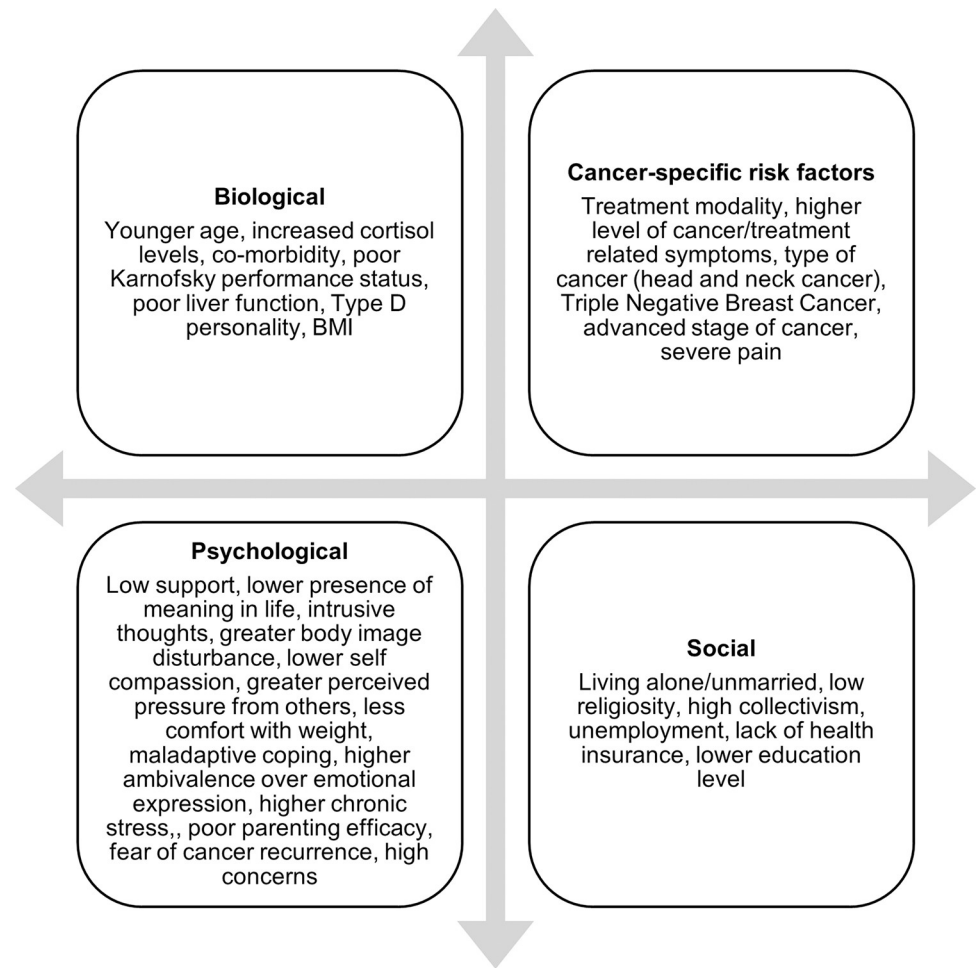 Biological
Younger age, increased cortisol
levels, co-morbidity, poor
Karnofsky performance status,
poor liver function, Type D
personality, BMI
Cancer-specific risk factors
Treatment modality, higher
level of cancer/treatment
related symptoms, type of
cancer (head and neck cancer),
Triple Negative Breast Cancer,
advanced stage of cancer,
severe pain
Psychological
Low support, lower presence of
meaning in life, intrusive
thoughts, greater body image
disturbance, lower self
compassion, greater perceived
pressure from others, less
comfort with weight,
maladaptive coping, higher
ambivalence over emotional
expression, higher chronic
stress,, poor parenting efficacy,
fear of cancer recurrence, high
concerns
Social
Living alone/unmarried, low
religiosity, high collectivism,
unemployment, lack of health
insurance, lower education
level